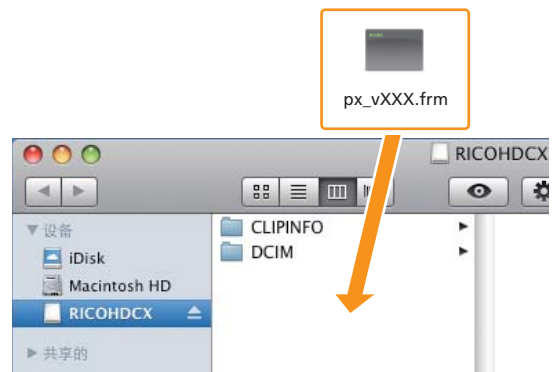 px_vXXX.frm
RICOHDCX
设备
iDisk
Macintosh HD
RICOHDCX
共享的
CLIPINFO
DCIM